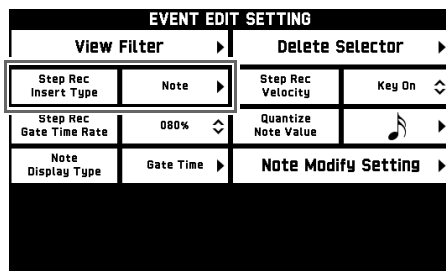 EVENT EDIT SETTING
View Filter
Delete Selector
Step Rec
Insert Type
Note
Step Rec
Velocity
Key On
Step Rec
Gate Time Rate
080%
Quantize
Note Value
Note
Display Type
Gate Time
Note Modify Setting